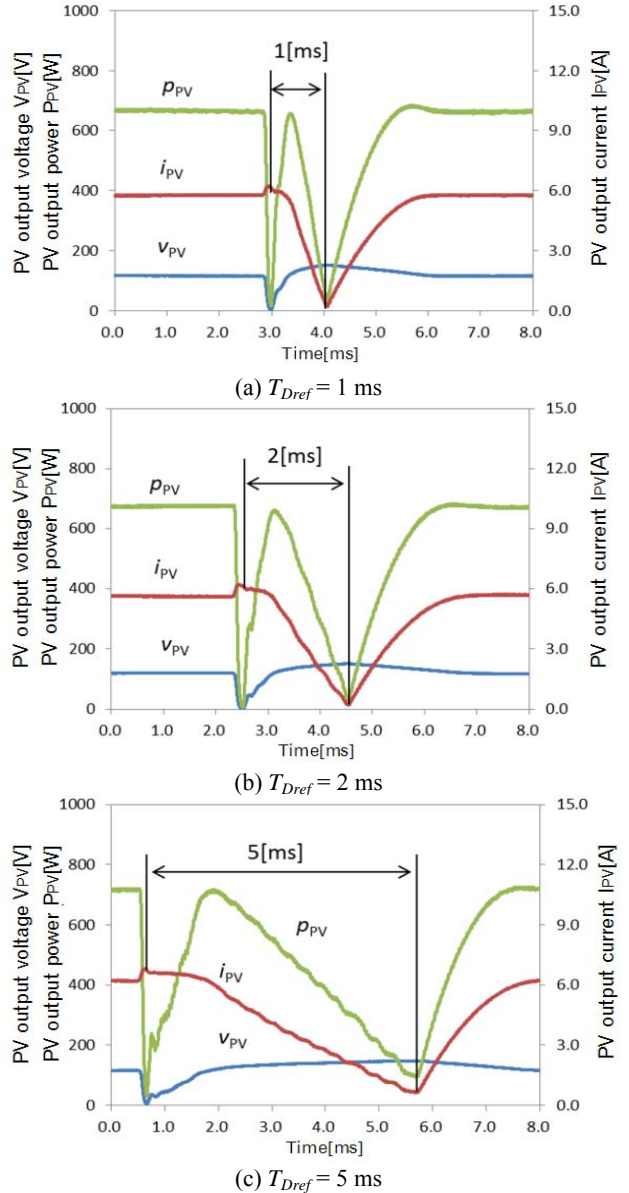 PV output voltage VPV[V]
PV output power PPV[W]
PV output current IPV[A]
1000
800
600
400
200
0
15.0
12.0
9.0
6.0
3.0
0.0
1[ms]
pPV
iPV
vPV
0.0 1.0 2.0 3.0 4.0 5.0 6.0 7.0 8.0
Time[ms]
(a) TDref = 1 ms
PV output voltage VPV[V]
PV output power PPV[W]
PV output current IPV[A]
1000
800
600
400
200
0
15.0
12.0
9.0
6.0
3.0
0.0
2[ms]
pPV
iPV
vPV
0.0 1.0 2.0 3.0 4.0 5.0 6.0 7.0 8.0
Time[ms]
(b) TDref = 2 ms
PV output voltage VPV[V]
PV output power PPV[W]
PV output current IPV[A]
1000
800
600
400
200
0
15.0
12.0
9.0
6.0
3.0
0.0
5[ms]
pPV
iPV
vPV
0.0 1.0 2.0 3.0 4.0 5.0 6.0 7.0 8.0
Time[ms]
(c) TDref = 5 ms